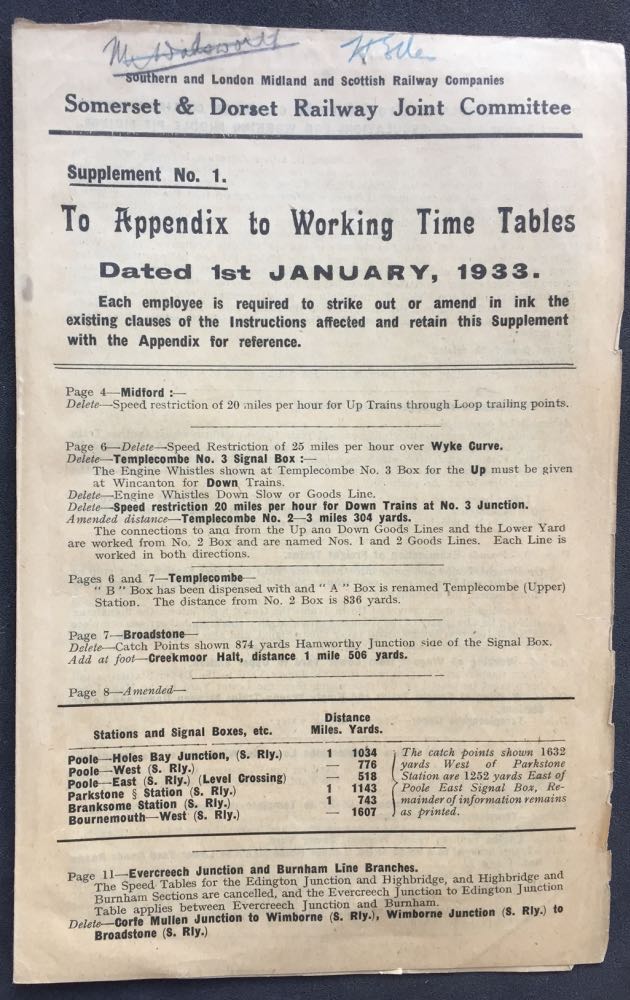 Southern and London Midland and Scottish Railway Companies
Somerset & Dorset Railway Joint Committee
Supplement No. 1.
To Appendix to Working Time Tables
Dated 1st JANUARY, 1933.
Each employee is required to strike out or amend in ink the
existing clauses of the Instructions affected and retain this Supplement
with the Appendix for reference.
Page 4—Midford :—
Delete—Speed restriction of 20 miles per hour for Up Trains through Loop trailing points.
Page 6—Delete—Speed Restriction of 25 miles per hour over Wyke Curve.
Delete—Templecombe No. 3 Signal Box :—
The Engine Whistles shown at Templecombe No. 3 Box for the Up must be given
at Wincanton for Down Trains.
Delete—Engine Whistles Down Slow or Goods Line.
Delete—Speed restriction 20 miles per hour for Down Trains at No. 3 Junction.
Amended distance—Templecombe No. 2—3 miles 304 yards.
The connections to and from the Up and Down Goods Lines and the Lower Yard
are worked from No. 2 Box and are named Nos. 1 and 2 Goods Lines. Each Line is
worked in both directions.
Pages 6 and 7—Templecombe—
" B " Box has been dispensed with and " A " Box is renamed Templecombe (Upper)
Station. The distance from No. 2 Box is 836 yards.
Page 7—Broadstone—
Delete—Catch Points shown 874 yards Hamworthy Junction side of the Signal Box.
Add at foot—Creekmoor Halt, distance 1 mile 506 yards.
Page 8—Amended—
Stations and Signal Boxes, etc. Distance
Miles. Yards.
Poole—Holes Bay Junction, (S. Rly.) 1 1034
Poole—West (S. Rly.) — 776
Poole—East (S. Rly.) (Level Crossing) — 518
Parkstone § Station (S. Rly.) 1 1143
Branksome Station (S. Rly.) 1 743
Bournemouth—West (S. Rly.) — 1607
The catch points shown 1632
yards West of Parkstone
Station are 1252 yards East of
Poole East Signal Box, Re-
mainder of information remains
as printed.
Page 11—Evercreech Junction and Burnham Line Branches.
The Speed Tables for the Edington Junction and Highbridge, and Highbridge and
Burnham Sections are cancelled, and the Evercreech Junction to Edington Junction
Table applies between Evercreech Junction and Burnham.
Delete—Corfe Mullen Junction to Wimborne (S. Rly.), Wimborne Junction (S. Rly.) to
Broadstone (S. Rly.)